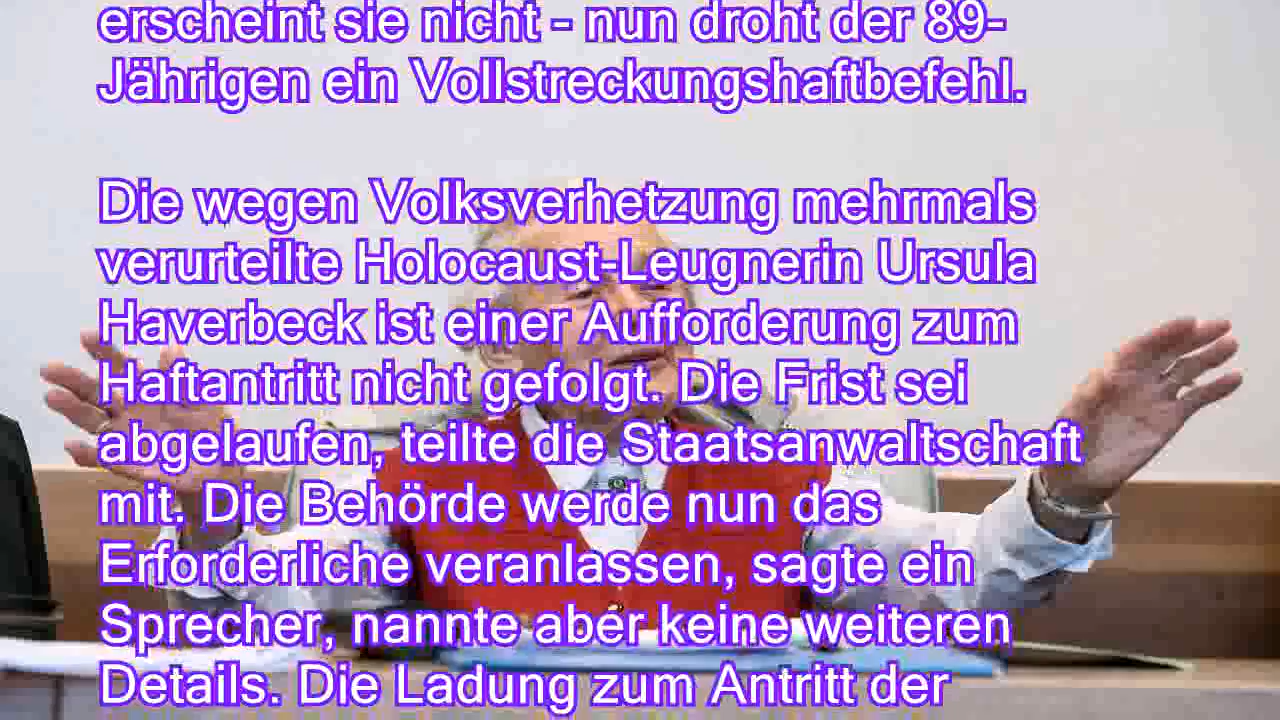 erscheint sie nicht - nun droht der 89-
Jährigen ein Vollstreckungshaftbefehl.
Die wegen Volksverhetzung mehrmals
verurteilte Holocaust-Leugnerin Ursula
Haverbeck ist einer Aufforderung zum
Haftantritt nicht gefolgt. Die Frist sei
abgelaufen, teilte die Staatsanwaltschaft
mit. Die Behörde werde nun das
Erforderliche veranlassen, sagte ein
Sprecher, nannte aber keine weiteren
Details. Die Ladung zum Antritt der